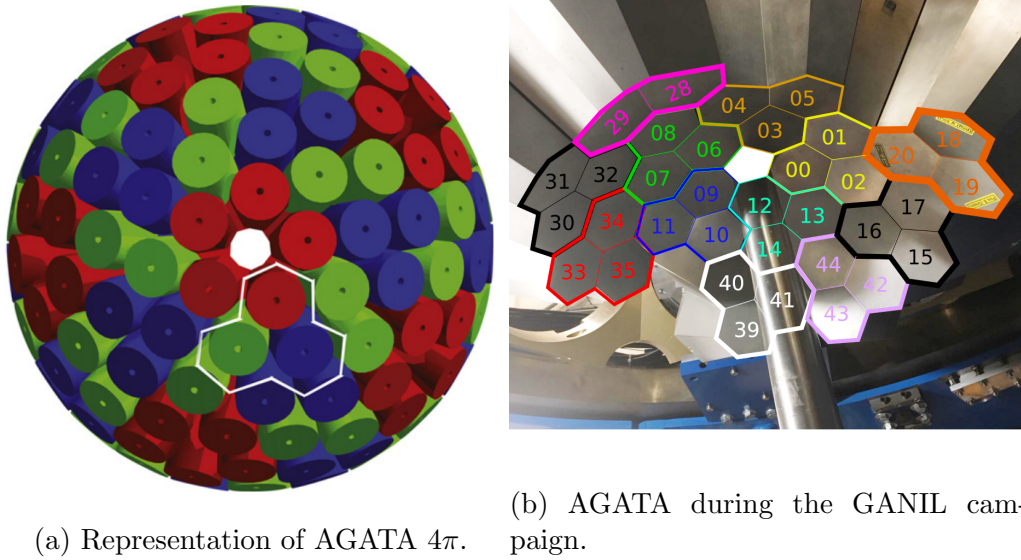 04 05
28
29
08 03 01 18
06 20
32 00
31 07 02 19
09 17
30 34 12 13
11 10 16
33 35 14 44 15
40 42
41
39 43
(a) Representation of AGATA 4π.
(b) AGATA during the GANIL cam-
paign.